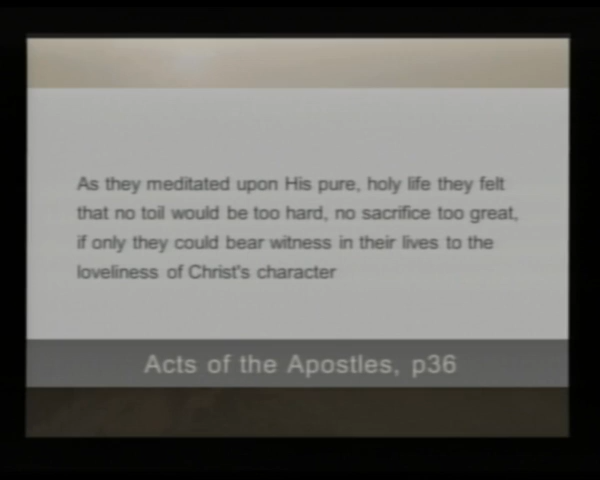 As they meditated upon His pure, holy life they felt
that no toil would be too hard, no sacrifice too great,
if only they could bear witness in their lives to the
loveliness of Christ's character
Acts of the Apostles, p36